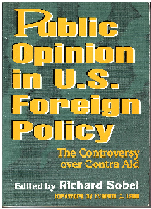 Public
Opinion
in U.S.
Foreign
Policy
The Controversy
over Contra Aid
Edited by Richard Sobel